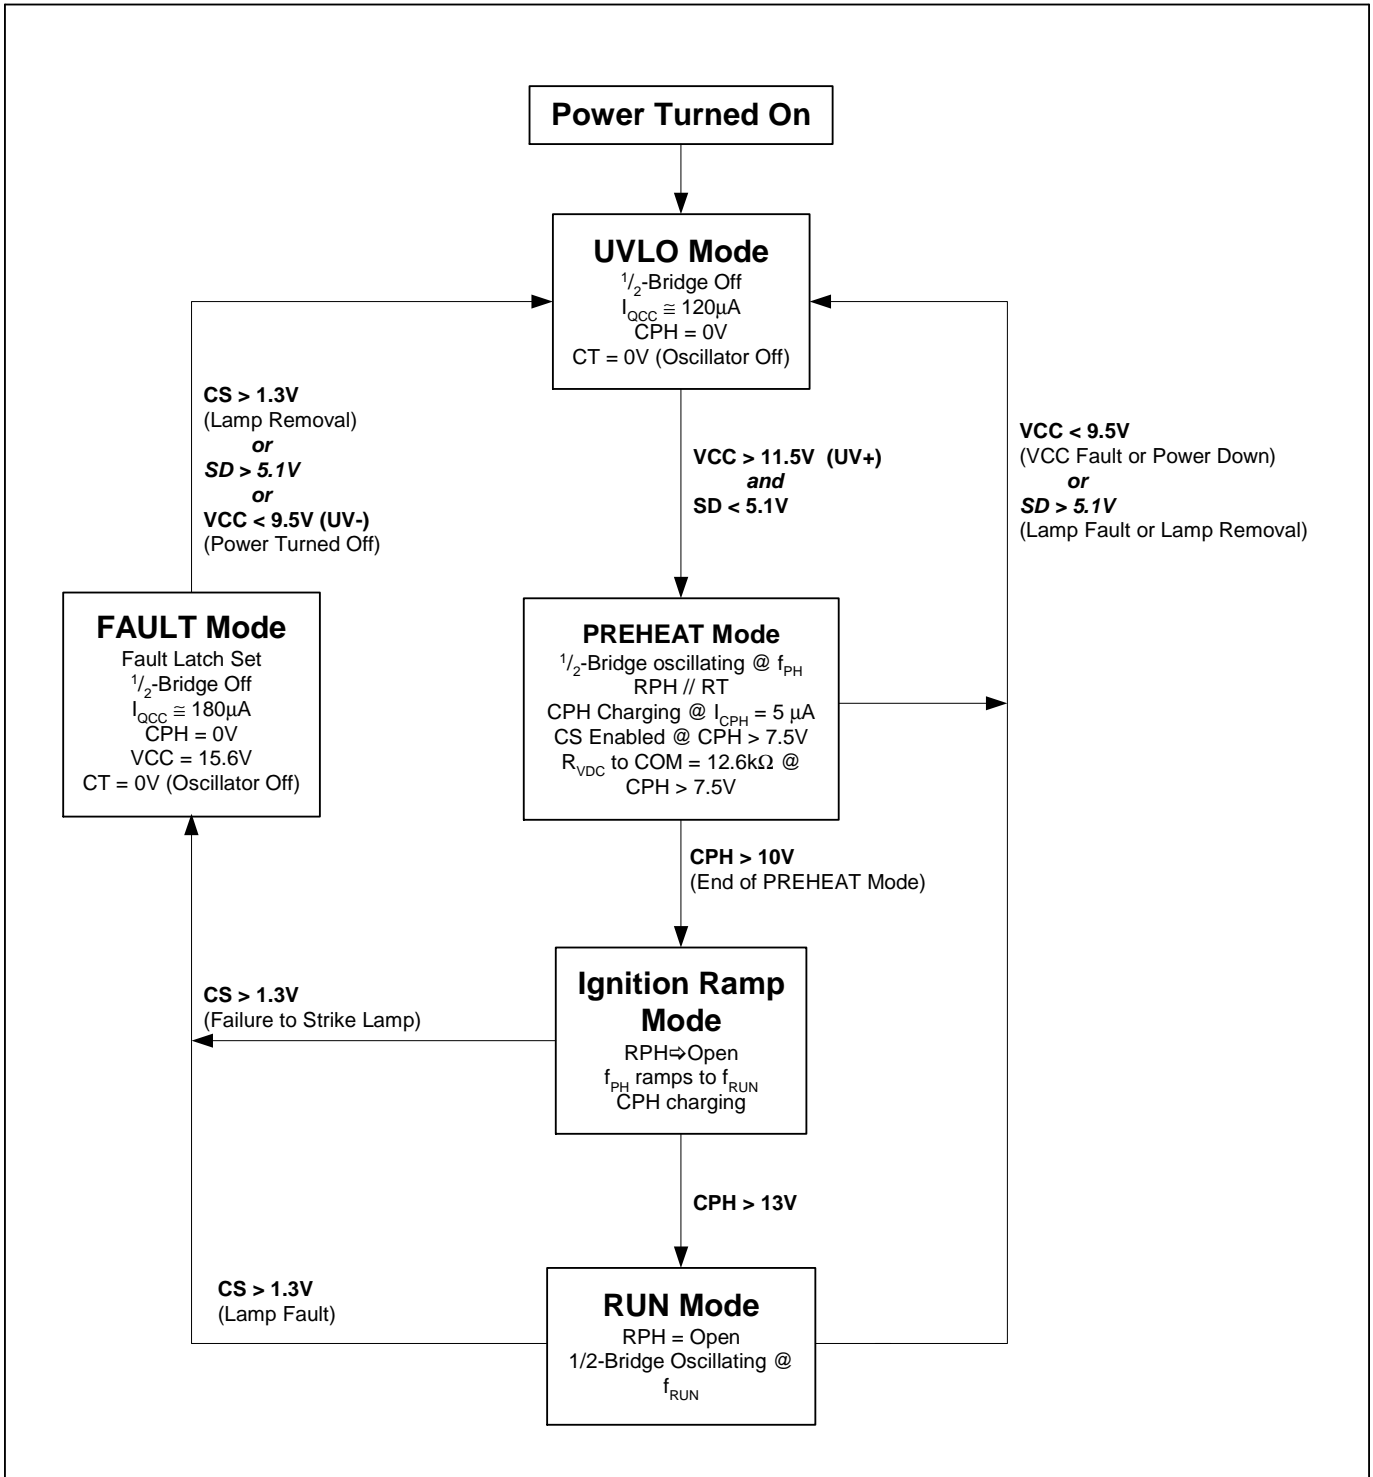 Power Turned On
UVLO Mode
1/2-Bridge Off
IQCC ≅ 120μA
CPH = 0V
CT = 0V (Oscillator Off)
CS > 1.3V
(Lamp Removal)
or
SD > 5.1V
or
VCC < 9.5V (UV-)
(Power Turned Off)
VCC > 11.5V (UV+)
and
SD < 5.1V
VCC < 9.5V
(VCC Fault or Power Down)
or
SD > 5.1V
(Lamp Fault or Lamp Removal)
FAULT Mode
Fault Latch Set
1/2-Bridge Off
IQCC ≅ 180μA
CPH = 0V
VCC = 15.6V
CT = 0V (Oscillator Off)
PREHEAT Mode
1/2-Bridge oscillating @ fPH
RPH // RT
CPH Charging @ ICPH = 5 μA
CS Enabled @ CPH > 7.5V
RVDC to COM = 12.6kΩ @
CPH > 7.5V
CPH > 10V
(End of PREHEAT Mode)
Ignition Ramp
Mode
RPH⇨Open
fPH ramps to fRUN
CPH charging
CS > 1.3V
(Failure to Strike Lamp)
CPH > 13V
CS > 1.3V
(Lamp Fault)
RUN Mode
RPH = Open
1/2-Bridge Oscillating @
fRUN